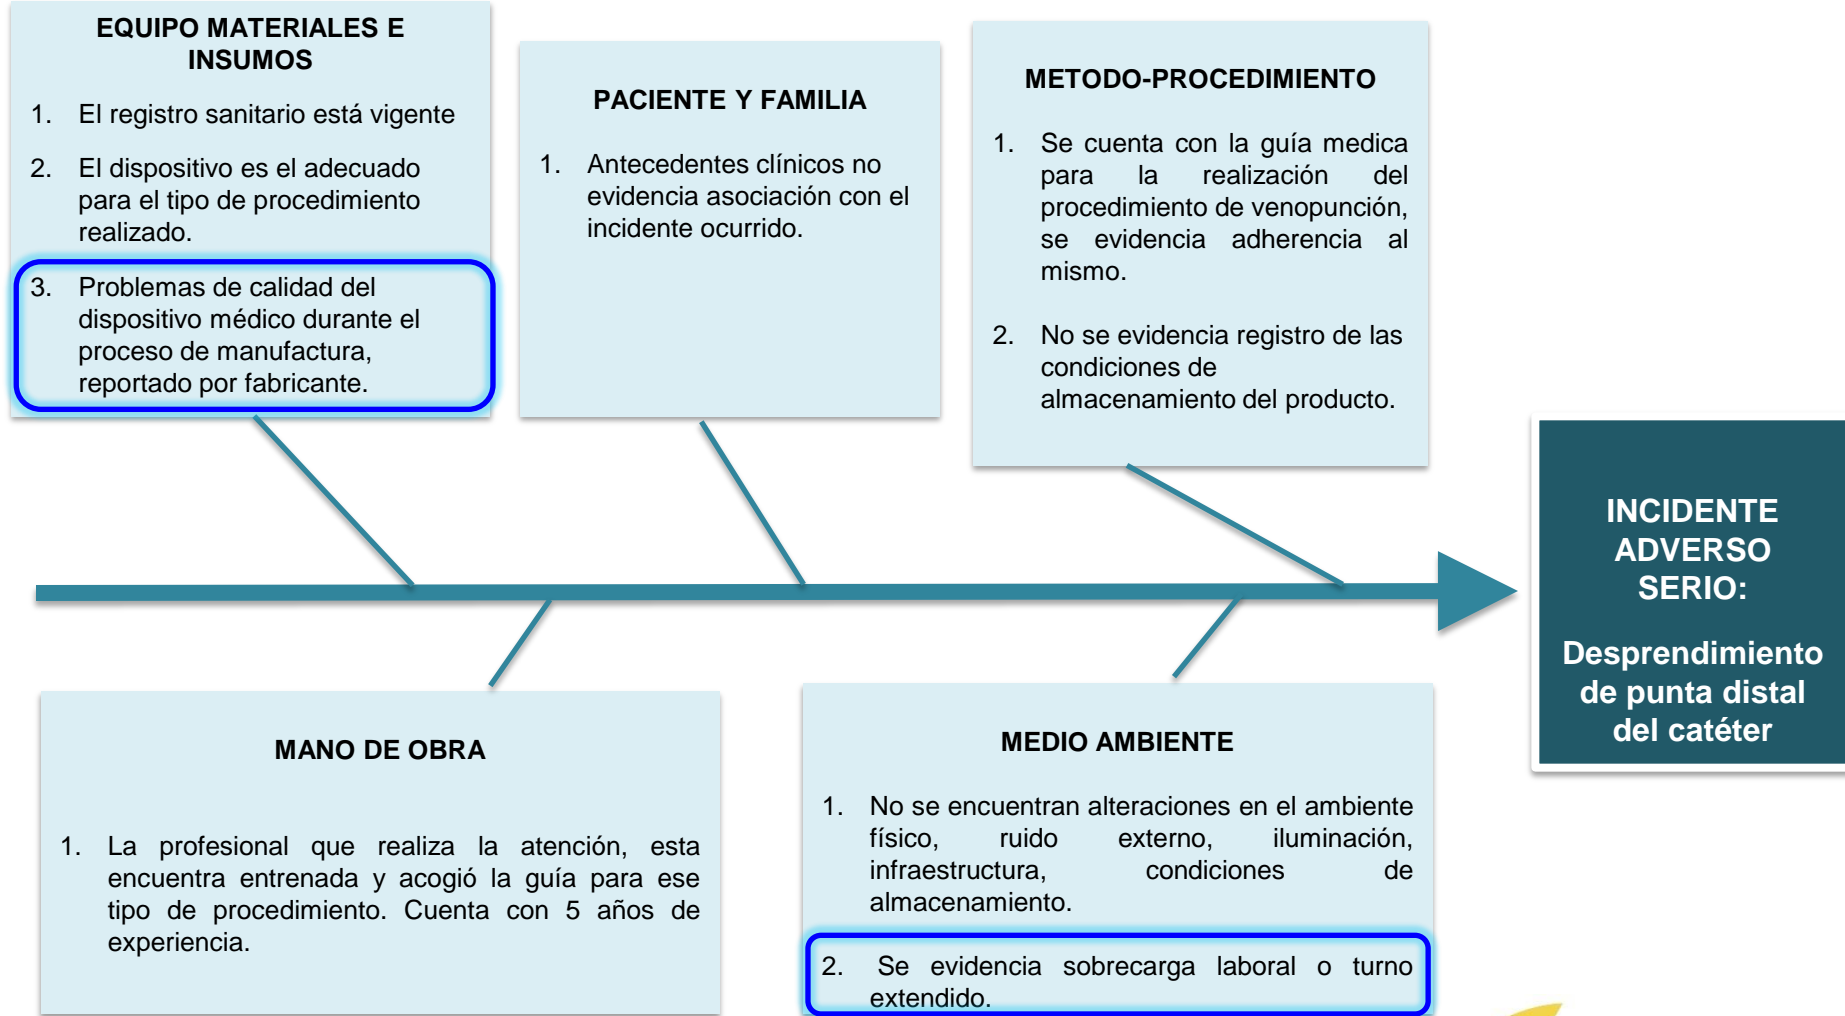 EQUIPO MATERIALES E
INSUMOS
1. El registro sanitario está vigente
2. El dispositivo es el adecuado
para el tipo de procedimiento
realizado.
3. Problemas de calidad del
dispositivo médico durante el
proceso de manufactura,
reportado por fabricante.
PACIENTE Y FAMILIA
1. Antecedentes clínicos no
evidencia asociación con el
incidente ocurrido.
METODO-PROCEDIMIENTO
1. Se cuenta con la guía medica
para la realización del
procedimiento de venopunción,
se evidencia adherencia al
mismo.
2. No se evidencia registro de las
condiciones de
almacenamiento del producto.
INCIDENTE
ADVERSO
SERIO:
Desprendimiento
de punta distal
del catéter
MANO DE OBRA
1. La profesional que realiza la atención, esta
encuentra entrenada y acogió la guía para ese
tipo de procedimiento. Cuenta con 5 años de
experiencia.
MEDIO AMBIENTE
1. No se encuentran alteraciones en el ambiente
físico, ruido externo, iluminación,
infraestructura, condiciones de
almacenamiento.
2. Se evidencia sobrecarga laboral o turno
extendido.